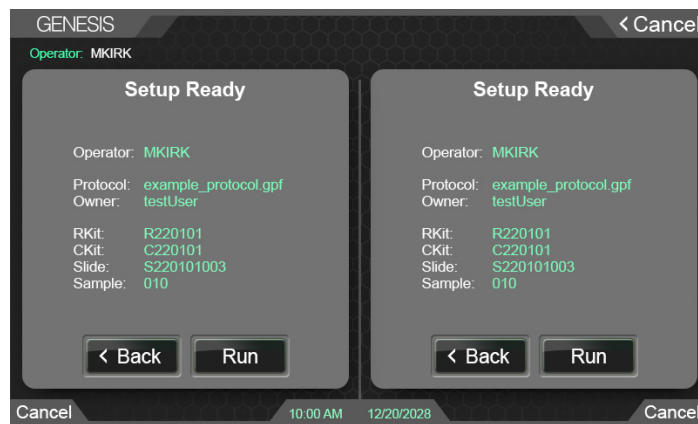 GENESIS
< Cancel
Operator: MKIRK
Setup Ready
Operator: MKIRK
Protocol: example_protocol.gpf
Owner: testUser
RKit: R220101
CKit: C220101
Slide: S220101003
Sample: 010
< Back
Run
Setup Ready
Operator: MKIRK
Protocol: example_protocol.gpf
Owner: testUser
RKit: R220101
CKit: C220101
Slide: S220101003
Sample: 010
< Back
Run
Cancel
10:00 AM
12/20/2028
Cancel